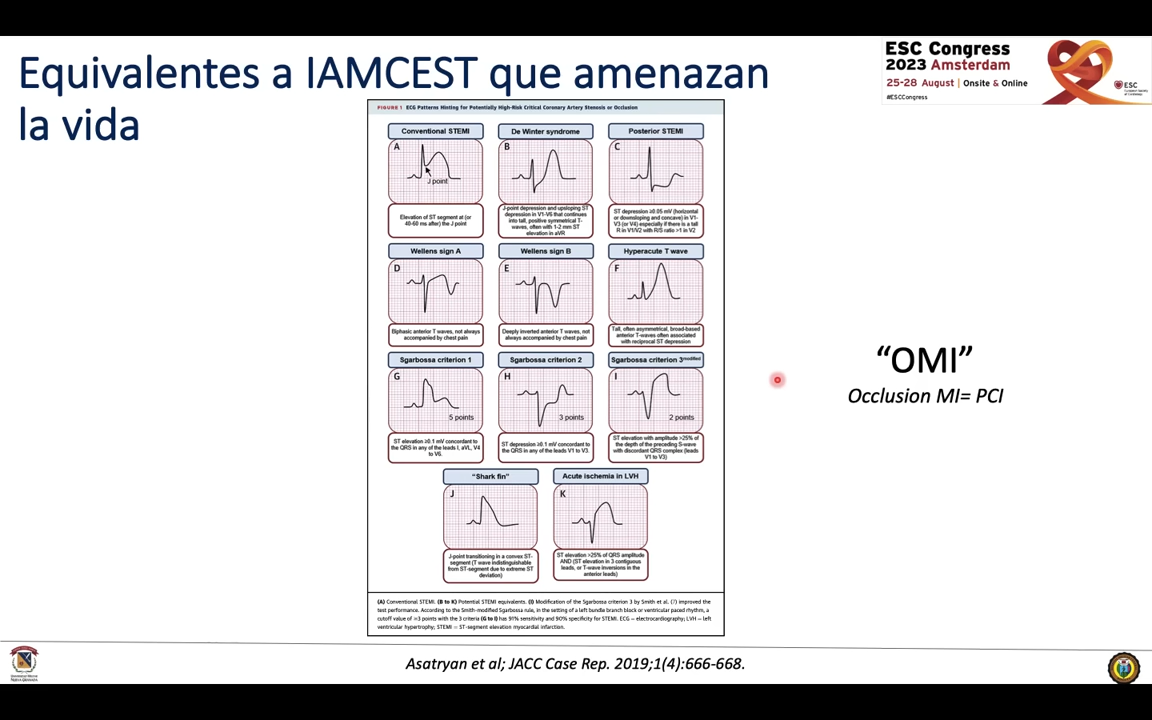 Equivalentes a IAMCEST que amenazan
la vida
ESC Congress
2023 Amsterdam
25-28 August | Onsite & Online
#ESCCongress
ESC
FIGURE 1 ECG Patterns Hinting for Potentially High-Risk Critical Coronary Artery Stenosis or Occlusion
Conventional STEMI
A
J point
Elevation of ST segment at (or
40-60 ms after) the J point
De Winter syndrome
B
J-point depression and upsloping ST
depression in V1-V6 that continues
into tall, positive symmetrical T-
waves, often with 1-2 mm ST
elevation in aVR
Posterior STEMI
C
ST depression ≥0.05 mV (horizontal
or downsloping and concave) in V1-
V3 (or V4) especially if there is a tall
R in V1/V2 with R/S ratio >1 in V2
Wellens sign A
D
Biphasic anterior T waves, not always
accompanied by chest pain
Wellens sign B
E
Deeply inverted anterior T waves, not
always accompanied by chest pain
Hyperacute T wave
F
Tall, often asymmetrical, broad-based
anterior T-waves often associated
with reciprocal ST depression
Sgarbossa criterion 1
G
5 points
ST elevation ≥0.1 mV concordant to
the QRS in any of the leads I, aVL, V4
to V6.
Sgarbossa criterion 2
H
3 points
ST depression ≥0.1 mV concordant to
the QRS in any of the leads V1 to V3.
Sgarbossa criterion 3modified
I
2 points
ST elevation with amplitude >25% of
the depth of the preceding S-wave
with discordant QRS complex (leads
V1 to V3)
"Shark fin"
J
J-point transitioning in a convex ST-
segment (T wave indistinguishable
from ST-segment due to extreme ST
deviation)
Acute ischemia in LVH
K
ST elevation >25% of QRS amplitude
AND (ST elevation in 3 contiguous
leads, or T-wave inversions in the
anterior leads)
(A) Conventional STEMI. (B to K) Potential STEMI equivalents. (I) Modification of the Sgarbossa criterion 3 by Smith et al. (7) improved the
test performance. According to the Smith-modified Sgarbossa rule, in the setting of a left bundle branch block or ventricular paced rhythm, a
cutoff value of ≥3 points with the 3 criteria (G to I) has 91% sensitivity and 90% specificity for STEMI. ECG = electrocardiography; LVH = left
ventricular hypertrophy; STEMI = ST-segment elevation myocardial infarction.
“OMI”
Occlusion MI= PCI
Asatryan et al; JACC Case Rep. 2019;1(4):666-668.